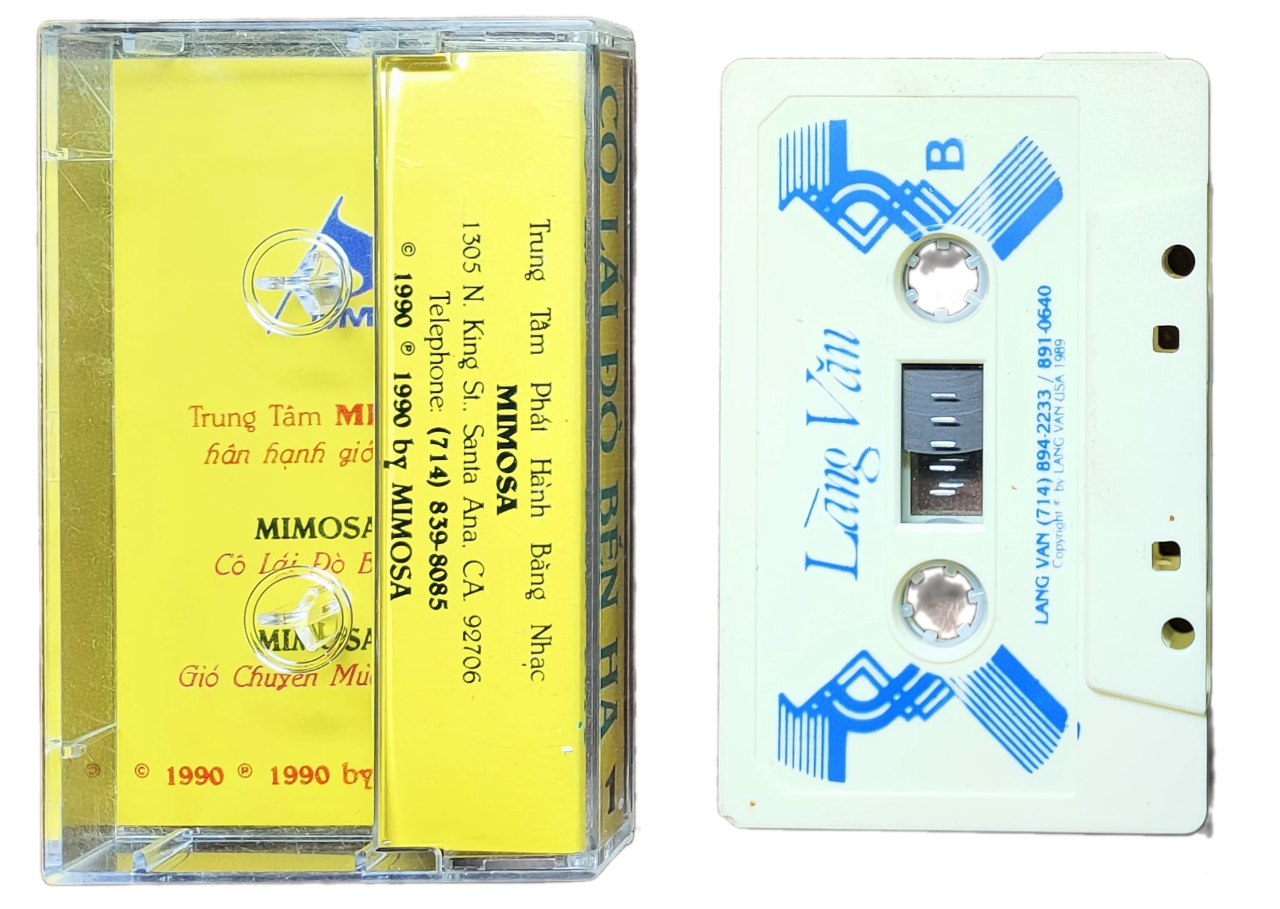 Trung Tâm MI
hân hạnh giớ
MIMOSA
Cô Lái Đò B
MIMOSA
Gió Chuyển Mù
© 1990 ℗ 1990 by
Trung Tâm Phát Hành Băng Nhạc
MIMOSA
1305 N. King St., Santa Ana, CA. 92706
Telephone: (714) 839-8085
© 1990 ℗ 1990 by MIMOSA
CÔ LÁI ĐÒ BẾN HẠ 1
B
Làng Văn
LANG VAN (714) 894-2233 / 891-0640
Copyright * by LANG VAN USA 1989